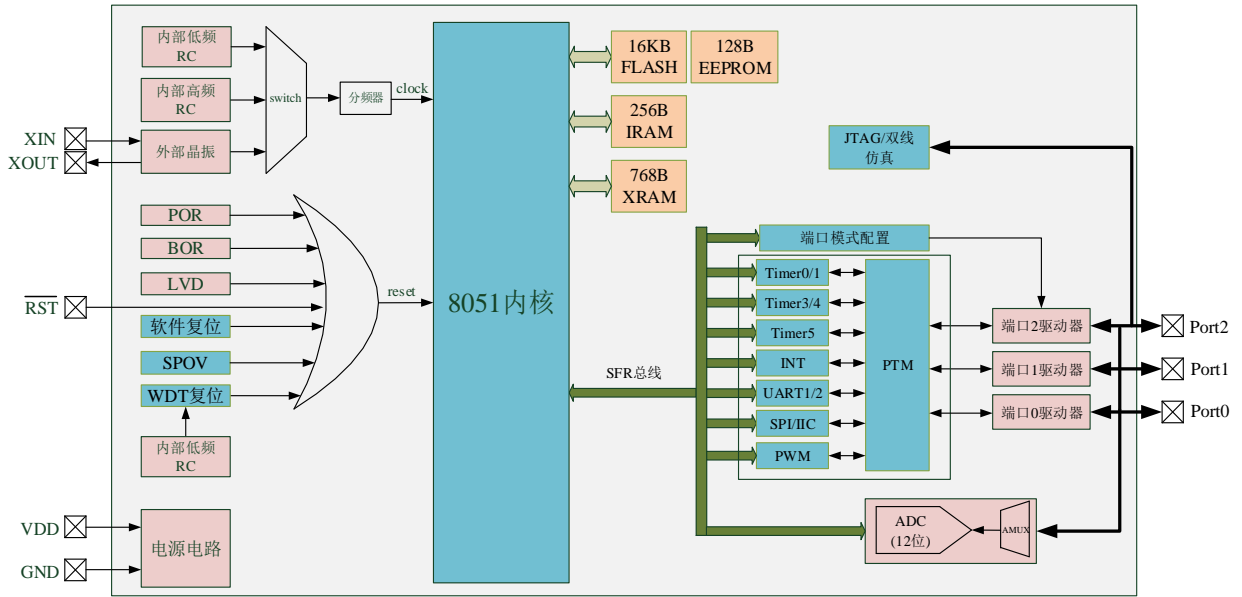 内部低频
RC
内部高频
RC
外部晶振
XIN
XOUT
switch
分频器
clock
POR
BOR
LVD
RST
软件复位
SPOV
WDT复位
内部低频
RC
reset
VDD
GND
电源电路
8051内核
16KB
FLASH
128B
EEPROM
256B
IRAM
768B
XRAM
JTAG/双线
仿真
SFR总线
端口模式配置
Timer0/1
Timer3/4
Timer5
INT
UART1/2
SPI/IIC
PWM
PTM
端口2驱动器
端口1驱动器
端口0驱动器
Port2
Port1
Port0
ADC
(12位)
AMUX